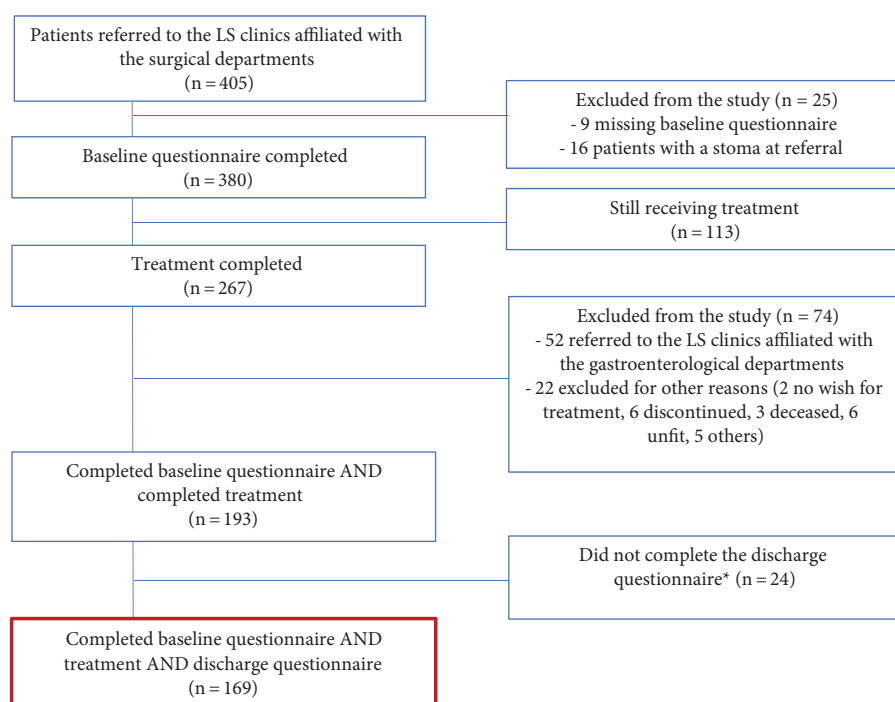 Patients referred to the LS clinics affiliated with
the surgical departments
(n = 405)
Excluded from the study (n = 25)
- 9 missing baseline questionnaire
- 16 patients with a stoma at referral
Baseline questionnaire completed
(n = 380)
Still receiving treatment
(n = 113)
Treatment completed
(n = 267)
Excluded from the study (n = 74)
- 52 referred to the LS clinics affiliated with
the gastroenterological departments
- 22 excluded for other reasons (2 no wish for
treatment, 6 discontinued, 3 deceased, 6
unfit, 5 others)
Completed baseline questionnaire AND
completed treatment
(n = 193)
Did not complete the discharge
questionnaire* (n = 24)
Completed baseline questionnaire AND
treatment AND discharge questionnaire
(n = 169)